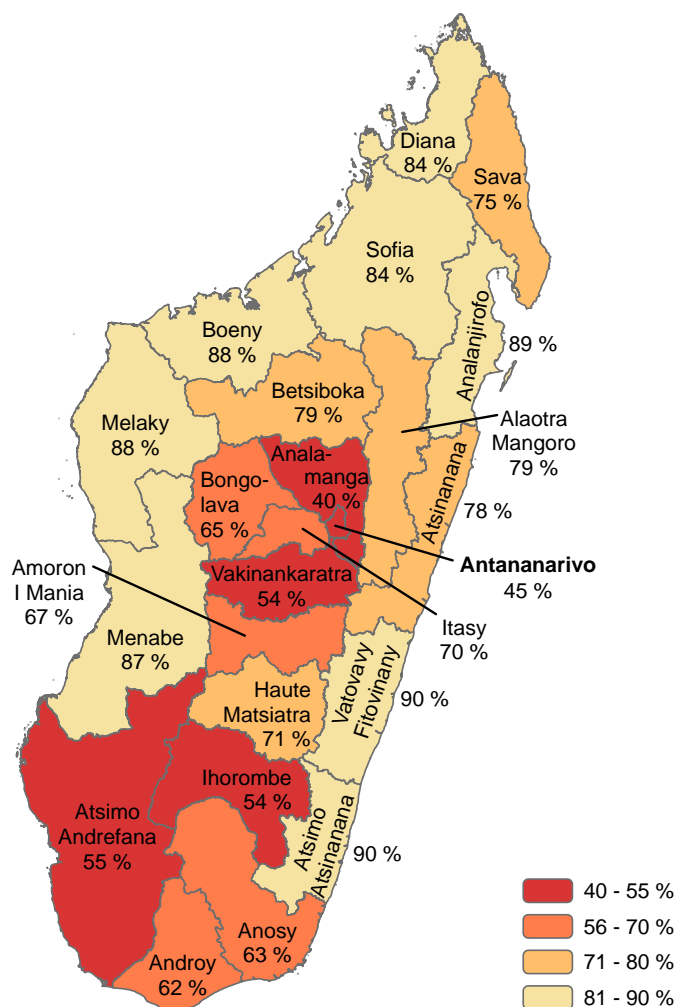 Diana
84 %
Sava
75 %
Sofia
84 %
Analanjirofo
89 %
Boeny
88 %
Betsiboka
79 %
Alaotra
Mangoro
79 %
Melaky
88 %
Anala-
manga
40 %
Bongo-
lava
65 %
Atsinanana
78 %
Antananarivo
45 %
Amoron
I Mania
67 %
Vakinankaratra
54 %
Itasy
70 %
Menabe
87 %
Vatovavy
Fitovinany
90 %
Haute
Matsiatra
71 %
Ihorombe
54 %
Atsimo
Andrefana
55 %
Atsimo
Atsinanana
90 %
Anosy
63 %
Androy
62 %
40 - 55 %
56 - 70 %
71 - 80 %
81 - 90 %